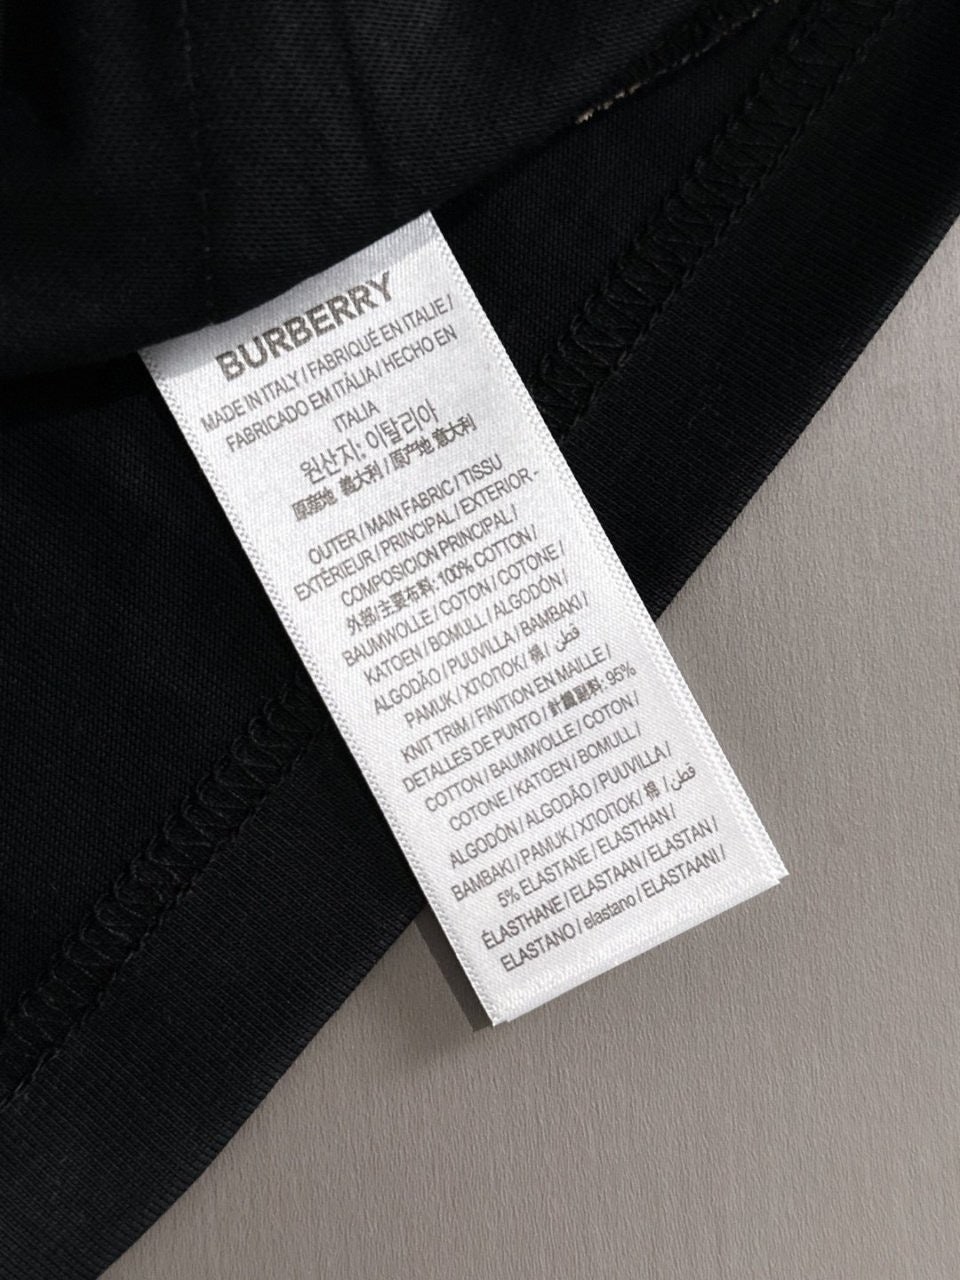 BURBERRY
MADE IN ITALY / FABRIQUÉ EN ITALIE /
FABRICADO EM ITÁLIA / HECHO EN
ITALIA
원산지: 이탈리아
原産地 義大利 / 原产地 意大利
OUTER / MAIN FABRIC / TISSU
EXTÉRIEUR / PRINCIPAL / EXTERIOR -
COMPOSICION PRINCIPAL /
外部/主要布料: 100% COTTON /
BAUMWOLLE / COTON / COTONE /
KATOEN / BOMULL / ALGODÓN /
ALGODÃO / PUUVILLA / BAMBAKI /
PAMUK / ХЛОПОК / 棉 / قطن
KNIT TRIM / FINITION EN MAILLE /
DETALLES DE PUNTO / 針織副料: 95%
COTTON / BAUMWOLLE / COTON /
COTONE / KATOEN / BOMULL /
ALGODÓN / ALGODÃO / PUUVILLA /
BAMBAKI / PAMUK / ХЛОПОК / 棉 / قطن
5% ELASTANE / ELASTHAN /
ÉLASTHANE / ELASTAAN / ELASTAN /
ELASTANO / elastano / ELASTAANI /